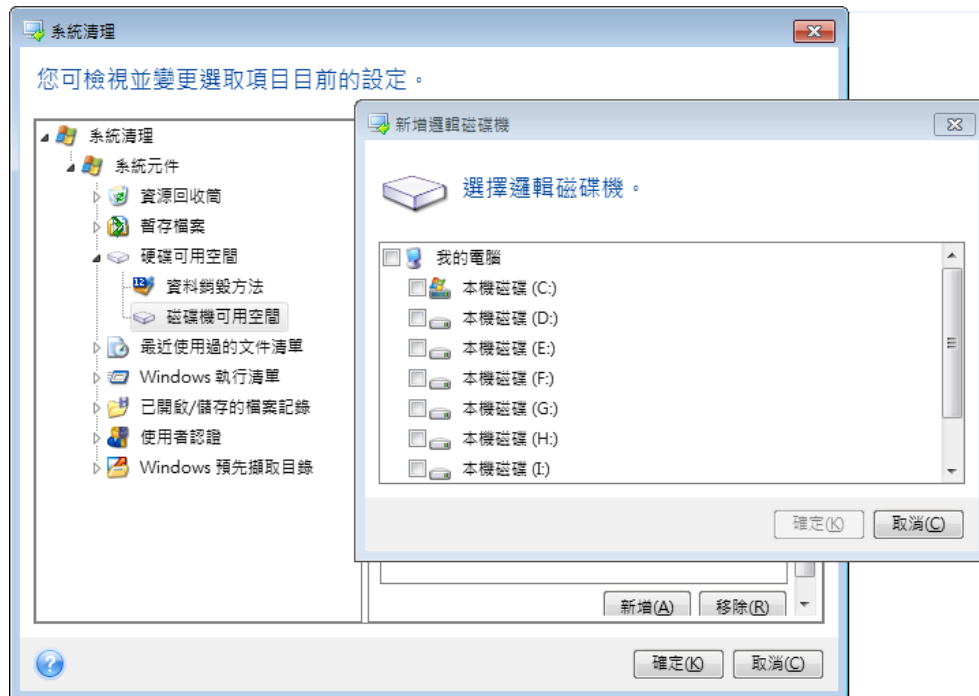 系統清理
您可檢視並變更選取項目目前的設定。
系統清理
系統元件
資源回收筒
暫存檔案
硬碟可用空間
資料銷毀方法
磁碟機可用空間
最近使用過的文件清單
Windows 執行清單
已開啟/儲存的檔案記錄
使用者認證
Windows 預先擷取目錄
新增邏輯磁碟機
選擇邏輯磁碟機。
我的電腦
本機磁碟 (C:)
本機磁碟 (D:)
本機磁碟 (E:)
本機磁碟 (F:)
本機磁碟 (G:)
本機磁碟 (H:)
本機磁碟 (I:)
確定(K) 取消(C)
新增(A) 移除(R)
確定(K) 取消(C)